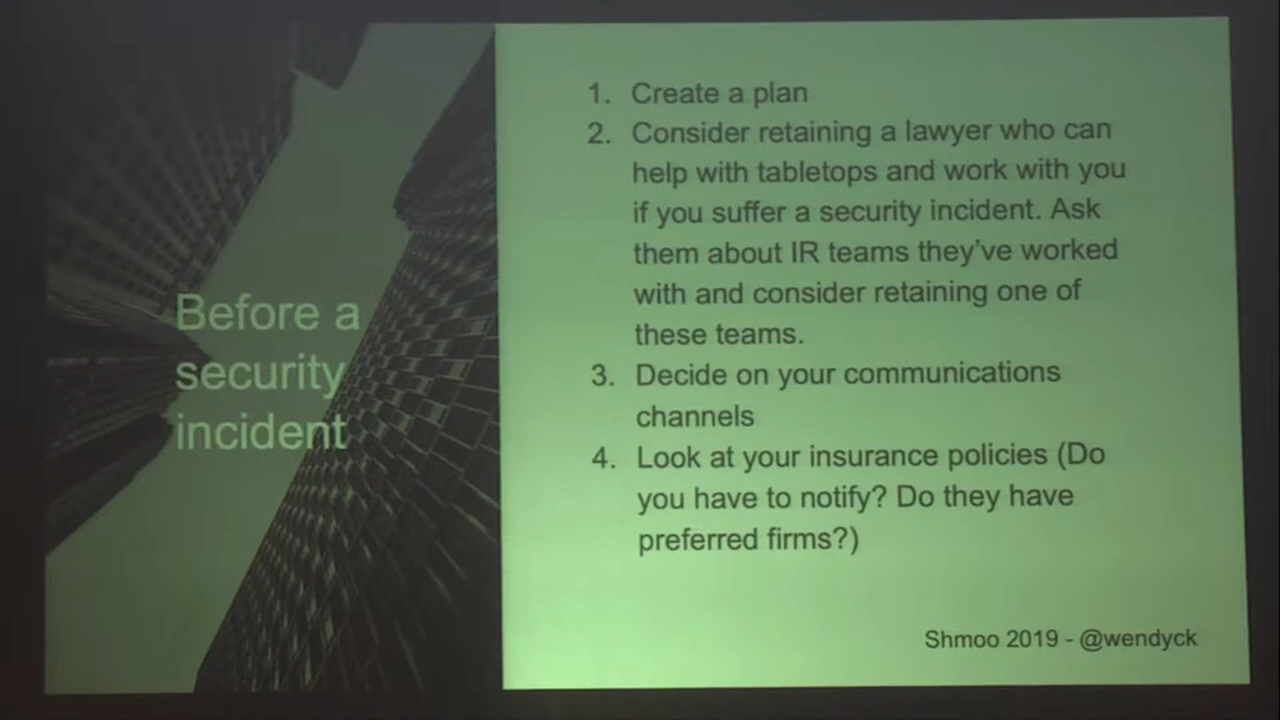 Before a
security
incident
1. Create a plan
2. Consider retaining a lawyer who can
help with tabletops and work with you
if you suffer a security incident. Ask
them about IR teams they've worked
with and consider retaining one of
these teams.
3. Decide on your communications
channels
4. Look at your insurance policies (Do
you have to notify? Do they have
preferred firms?)
Shmoo 2019 - @wendyck